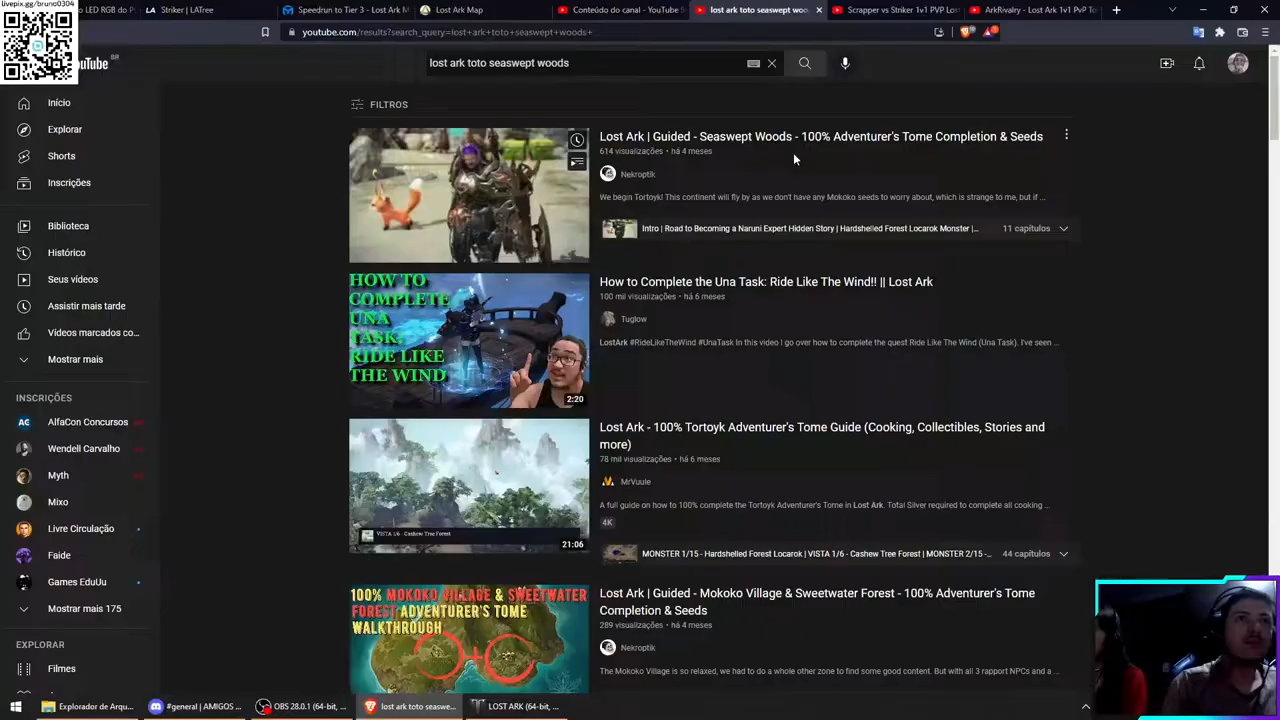 livepix.gg/bruno0304
LED RGB do P
Striker | LATree
Speedrun to Tier 3 - Lost Ark M
Lost Ark Map
Conteúdo do canal - YouTube S
lost ark toto seaswept woo
Scrapper vs Striker 1v1 PVP Los
ArkRivalry - Lost Ark 1v1 PvP To
youtube.com/results?search_query=lost+ark+toto+seaswept+woods+
YouTube BR
lost ark toto seaswept woods
Início
Explorar
Shorts
Inscrições
Biblioteca
Histórico
Seus vídeos
Assistir mais tarde
Vídeos marcados co...
Mostrar mais
INSCRIÇÕES
AlfaCon Concursos
Wendell Carvalho
Myth
Mixo
Livre Circulação
Faide
Games EduUu
Mostrar mais 175
EXPLORAR
Filmes
FILTROS
Lost Ark | Guided - Seaswept Woods - 100% Adventurer's Tome Completion & Seeds
614 visualizações • há 4 meses
Nekroptik
We begin Tortoyk! This continent will fly by as we don't have any Mokoko seeds to worry about, which is strange to me, but if ...
Intro | Road to Becoming a Naruni Expert Hidden Story | Hardshelled Forest Locarok Monster |...
11 capítulos
HOW TO
COMPLETE
UNA
TASK:
RIDE LIKE
THE WIND
2:20
How to Complete the Una Task: Ride Like The Wind!! || Lost Ark
100 mil visualizações • há 6 meses
Tuglow
LostArk #RideLikeTheWind #UnaTask In this video I go over how to complete the quest Ride Like The Wind (Una Task). I've seen ...
VISTA 1/6 - Cashew Tree Forest
21:06
Lost Ark - 100% Tortoyk Adventurer's Tome Guide (Cooking, Collectibles, Stories and
more)
78 mil visualizações • há 6 meses
MrVuule
A full guide on how to 100% complete the Tortoyk Adventurer's Tome in Lost Ark. Total Silver required to complete all cooking ...
4K
MONSTER 1/15 - Hardshelled Forest Locarok | VISTA 1/6 - Cashew Tree Forest | MONSTER 2/15 -...
44 capítulos
100% MOKOKO VILLAGE & SWEETWATER
FOREST ADVENTURER'S TOME
WALKTHROUGH
Lost Ark | Guided - Mokoko Village & Sweetwater Forest - 100% Adventurer's Tome
Completion & Seeds
289 visualizações • há 4 meses
Nekroptik
The Mokoko Village is so relaxed, we had to do a whole other zone to find some good content. But with all 3 rapport NPCs and a ...
Explorador de Arqu...
#general | AMIGOS ...
OBS 28.0.1 (64-bit, ...
lost ark toto seaswe...
LOST ARK (64-bit, ...